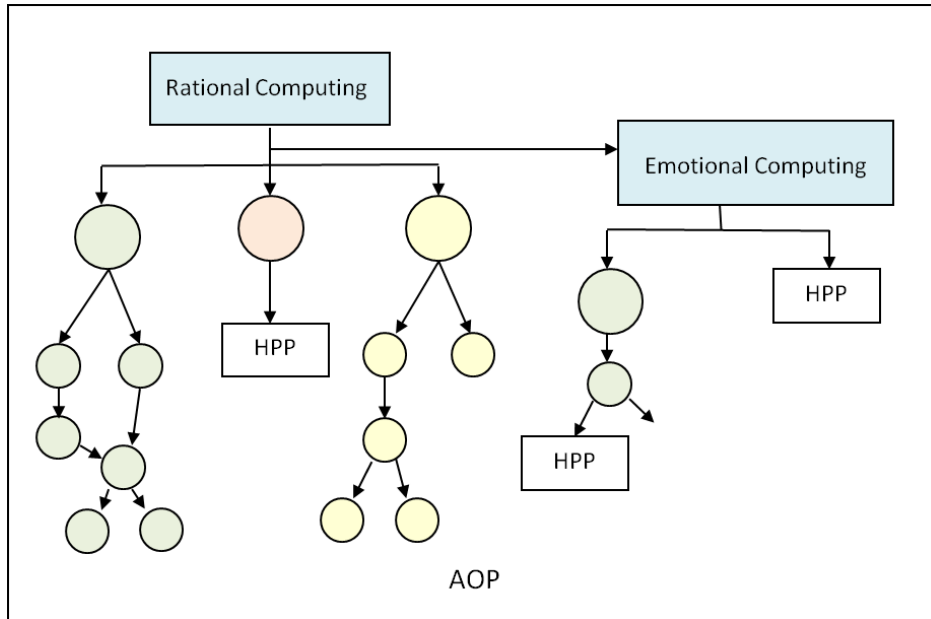 Rational Computing
Emotional Computing
HPP
HPP
HPP
AOP